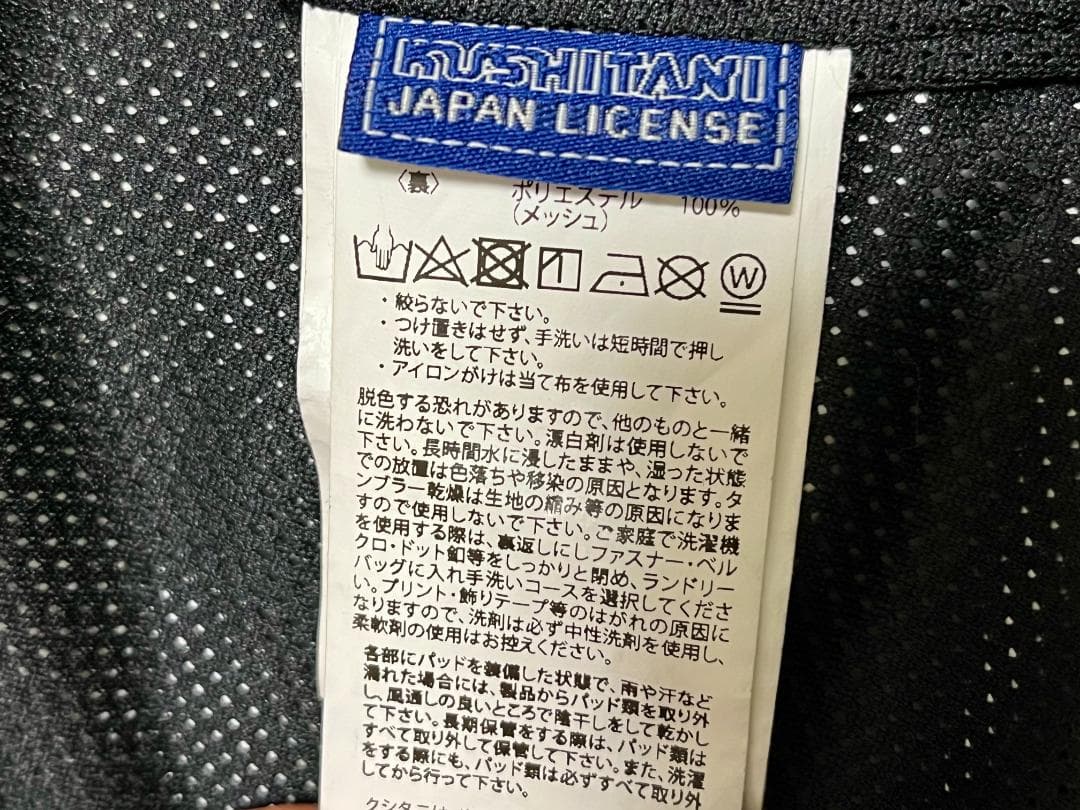 KUSHITANI
JAPAN LICENSE
〈裏〉 ポリエステル 100%
(メッシュ)
W
・絞らないで下さい。
・つけ置きはせず、手洗いは短時間で押し
洗いをして下さい。
・アイロンがけは当て布を使用して下さい。
脱色する恐れがありますので、他のものと一緒
に洗わないで下さい。漂白剤は使用しないで
下さい。長時間水に浸したままや、湿った状態
での放置は色落ちや移染の原因となります。タ
ンブラー乾燥は生地の縮み等の原因になりま
すので使用しないで下さい。ご家庭で洗濯機
を使用する際は、裏返しにしファスナー・ベル
クロ・ドット釦等をしっかりと閉め、ランドリー
バッグに入れ手洗いコースを選択してくださ
い。プリント・飾りテープ等のはがれの原因に
なりますので、洗剤は必ず中性洗剤を使用し、
柔軟剤の使用はお控えください。
各部にパッドを装備した状態で、雨や汗など
濡れた場合には、製品からパッド類を取り外
し、風通しの良いところで陰干しをして乾かし
て下さい。長期保管をする際は、パッド類は
すべて取り外して保管して下さい。また、洗濯
をする際にも、パッド類は必ずすべて取り外
してから行って下さい。